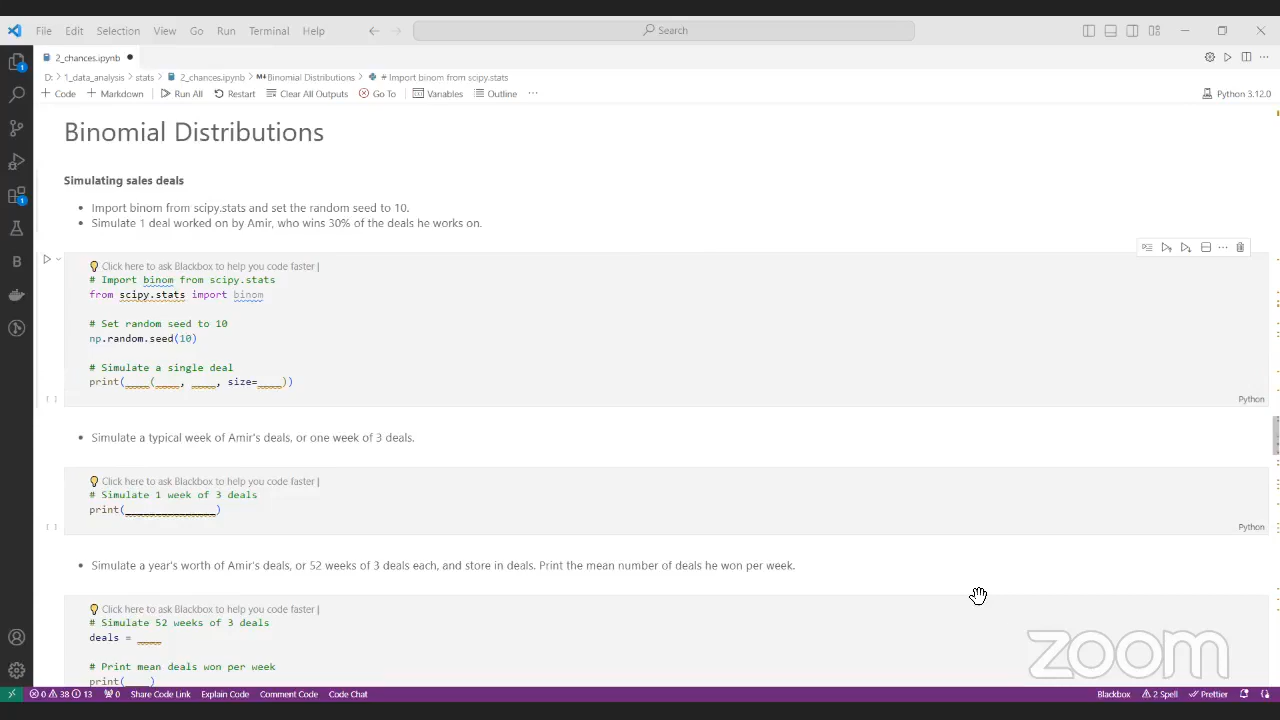 File Edit Selection View Go Run Terminal Help
Search
2_chances.ipynb
D: > 1_data_analysis > stats > 2_chances.ipynb > M↓Binomial Distributions > # Import binom from scipy.stats
+ Code + Markdown Run All Restart Clear All Outputs Go To Variables Outline ...
Python 3.12.0
Binomial Distributions
Simulating sales deals
• Import binom from scipy.stats and set the random seed to 10.
• Simulate 1 deal worked on by Amir, who wins 30% of the deals he works on.
Click here to ask Blackbox to help you code faster |
# Import binom from scipy.stats
from scipy.stats import binom
# Set random seed to 10
np.random.seed(10)
# Simulate a single deal
print(____(____, ____, size=____))
[ ]
Python
• Simulate a typical week of Amir's deals, or one week of 3 deals.
Click here to ask Blackbox to help you code faster |
# Simulate 1 week of 3 deals
print(_______________)
[ ]
Python
• Simulate a year's worth of Amir's deals, or 52 weeks of 3 deals each, and store in deals. Print the mean number of deals he won per week.
Click here to ask Blackbox to help you code faster |
# Simulate 52 weeks of 3 deals
deals = ____
# Print mean deals won per week
print(____)
zoom
0 38 13 0 Share Code Link Explain Code Comment Code Code Chat
Blackbox 2 Spell Prettier